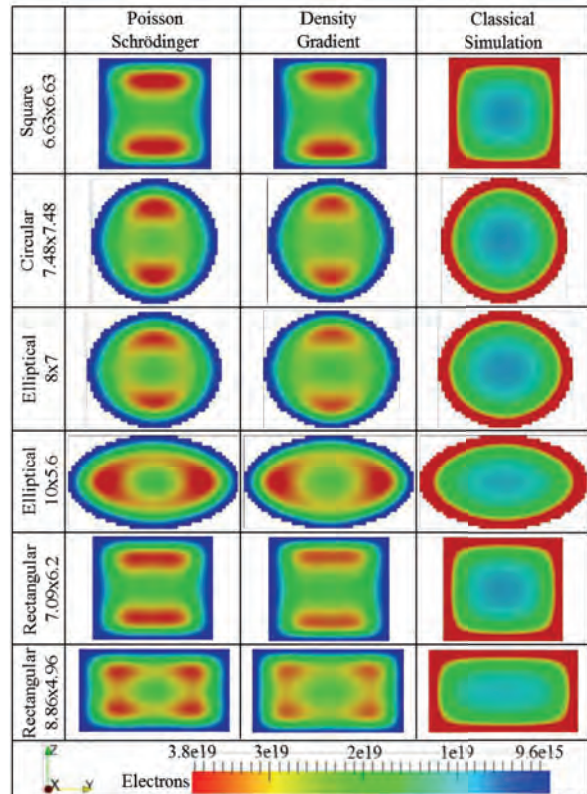 Poisson
Schrödinger
Density
Gradient
Classical
Simulation
Square
6.63x6.63
Circular
7.48x7.48
Elliptical
8x7
Elliptical
10x5.6
Rectangular
7.09x6.2
Rectangular
8.86x4.96
Z
X
Y
3.8e19
3e19
2e19
1e19
9.6e15
Electrons